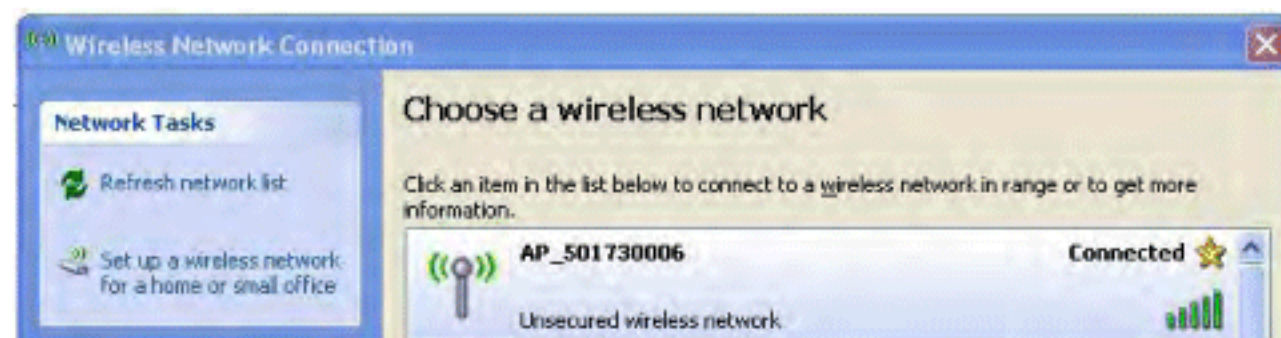 Wireless Network Connection
Network Tasks
Refresh network list
Set up a wireless network
for a home or small office
Choose a wireless network
Click an item in the list below to connect to a wireless network in range or to get more
information.
AP_501730006
Connected
Unsecured wireless network